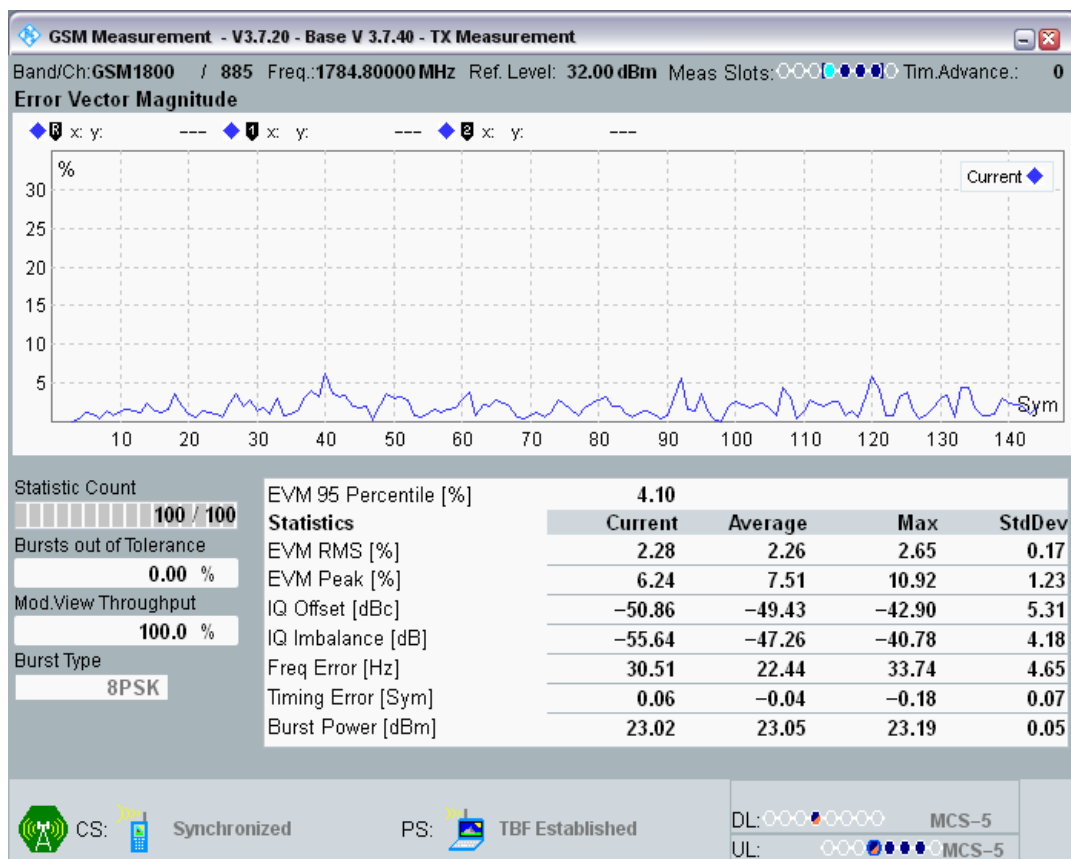 GSM Measurement - V3.7.20 - Base V 3.7.40 - TX Measurement
Band/Ch:GSM1800 / 885 Freq.:1784.80000MHz Ref. Level: 32.00 dBm Meas Slots: Tim.Advance.: 0
Error Vector Magnitude
R x: y: --- 1 x: y: --- 2 x: y: ---
%
Current
30
25
20
15
10
5
Sym
10 20 30 40 50 60 70 80 90 100 110 120 130 140
Statistic Count
100 / 100
Bursts out of Tolerance
0.00 %
Mod.View Throughput
100.0 %
Burst Type
8PSK
EVM 95 Percentile [%] 4.10
Statistics Current Average Max StdDev
EVM RMS [%] 2.28 2.26 2.65 0.17
EVM Peak [%] 6.24 7.51 10.92 1.23
IQ Offset [dBc] −50.86 −49.43 −42.90 5.31
IQ Imbalance [dB] −55.64 −47.26 −40.78 4.18
Freq Error [Hz] 30.51 22.44 33.74 4.65
Timing Error [Sym] 0.06 −0.04 −0.18 0.07
Burst Power [dBm] 23.02 23.05 23.19 0.05
CS: Synchronized PS: TBF Established
DL: MCS−5
UL: MCS−5